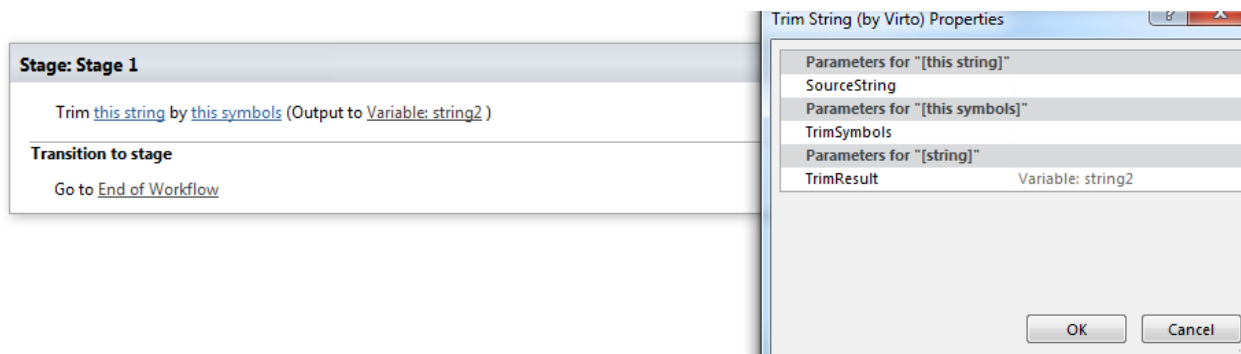 Stage: Stage 1
Trim this string by this symbols (Output to Variable: string2 )
Transition to stage
Go to End of Workflow
Trim String (by Virto) Properties
Parameters for "[this string]"
SourceString
Parameters for "[this symbols]"
TrimSymbols
Parameters for "[string]"
TrimResult Variable: string2
OK Cancel